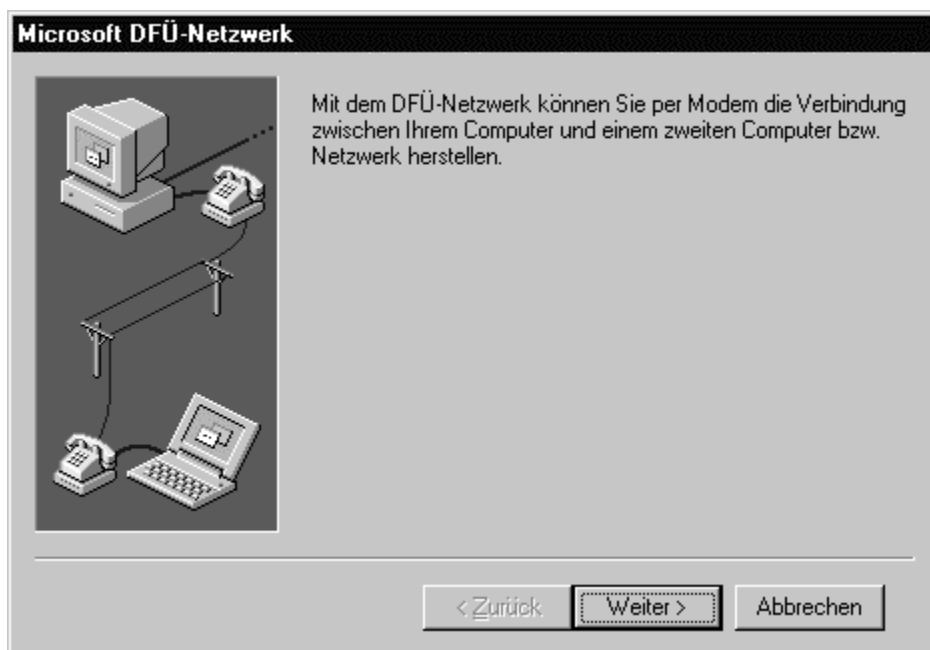 Microsoft DFÜ-Netzwerk
Mit dem DFÜ-Netzwerk können Sie per Modem die Verbindung
zwischen Ihrem Computer und einem zweiten Computer bzw.
Netzwerk herstellen.
< Zurück Weiter > Abbrechen